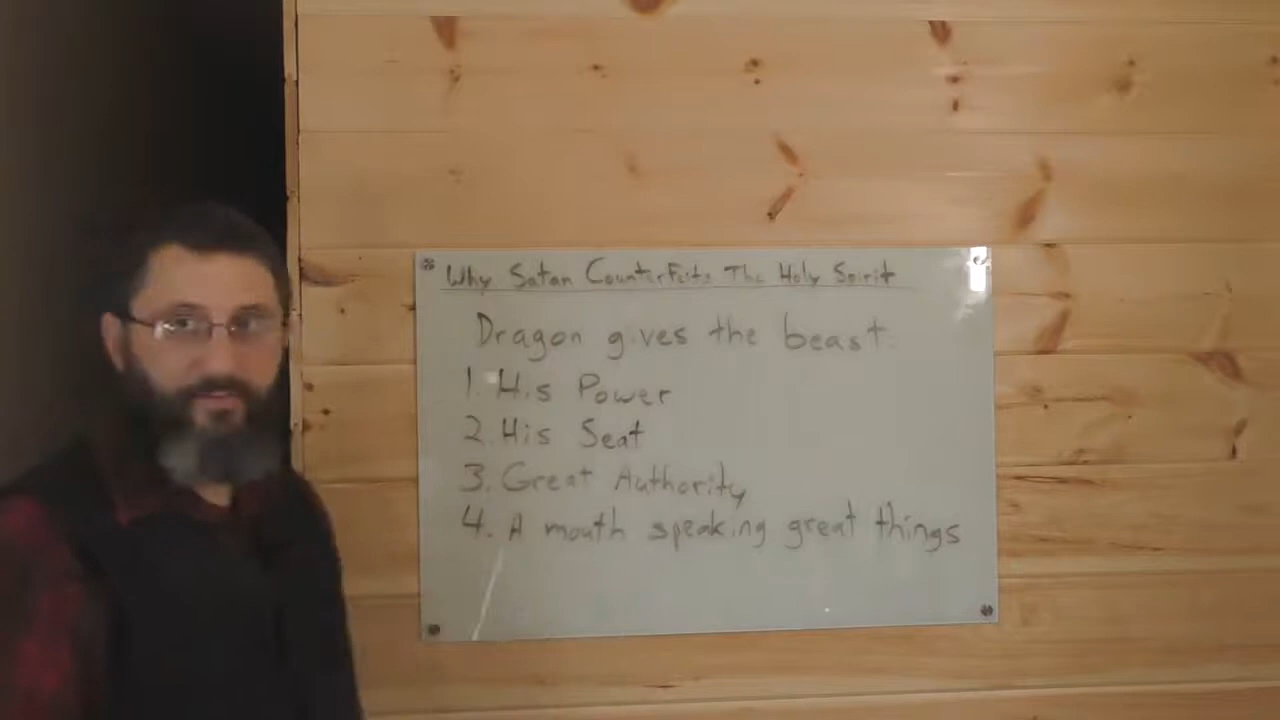 Why Satan Counterfeits The Holy Spirit
Dragon gives the beast:
1. His Power
2. His Seat
3. Great Authority
4. A mouth speaking great things